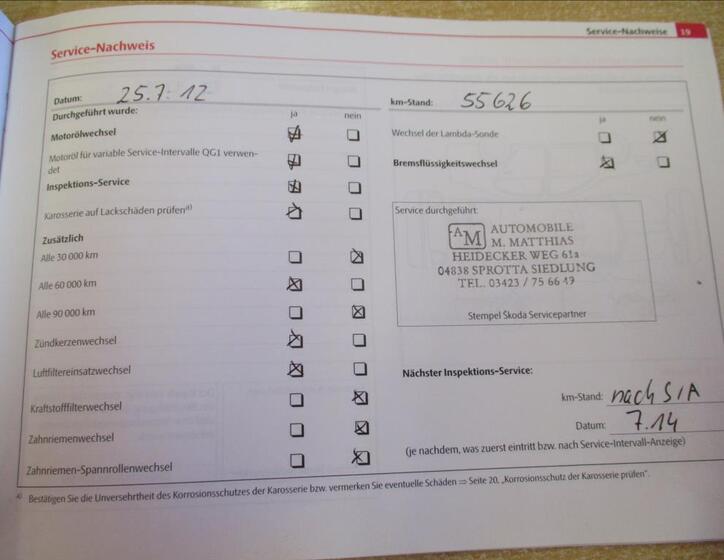 Service-Nachweise 19
Service-Nachweis
Datum: 25.7.12
km-Stand: 55626
Durchgeführt wurde: ja nein
ja nein
Motorölwechsel
Wechsel der Lambda-Sonde
Motoröl für variable Service-Intervalle QG1 verwen-
det
Bremsflüssigkeitswechsel
Inspektions-Service
Karosserie auf Lackschäden prüfen a)
Service durchgeführt:
AM AUTOMOBILE
M. MATTHIAS
HEIDECKER WEG 61a
04838 SPROTTA SIEDLUNG
TEL. 03423 / 75 66 49
Stempel Škoda Servicepartner
Zusätzlich
Alle 30 000 km
Alle 60 000 km
Alle 90 000 km
Zündkerzenwechsel
Luftfiltereinsatzwechsel
Kraftstofffilterwechsel
Zahnriemenwechsel
Zahnriemen-Spannrollenwechsel
Nächster Inspektions-Service:
km-Stand: nach S/A
Datum: 7.14
(je nachdem, was zuerst eintritt bzw. nach Service-Intervall-Anzeige)
a) Bestätigen Sie die Unversehrtheit des Korrosionsschutzes der Karosserie bzw. vermerken Sie eventuelle Schäden ⇒ Seite 20, „Korrosionsschutz der Karosserie prüfen“.